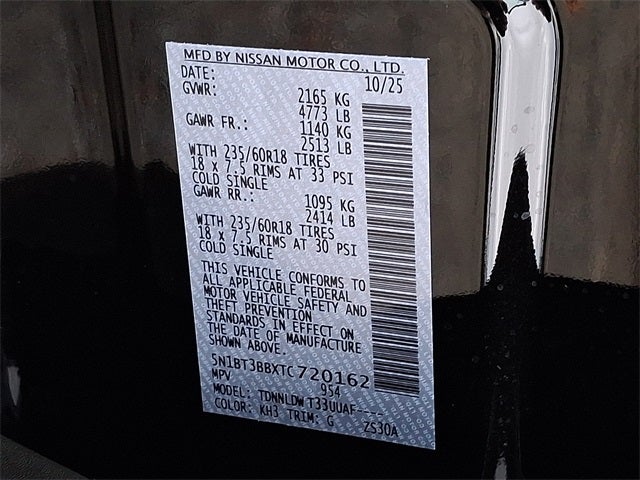 MFD BY NISSAN MOTOR CO., LTD.
DATE: 10/25
GVWR: 2165 KG
4773 LB
GAWR FR.: 1140 KG
2513 LB
WITH 235/60R18 TIRES
18 x 7.5 RIMS AT 33 PSI
COLD SINGLE
GAWR RR.: 1095 KG
2414 LB
WITH 235/60R18 TIRES
18 x 7.5 RIMS AT 30 PSI
COLD SINGLE
THIS VEHICLE CONFORMS TO
ALL APPLICABLE FEDERAL
MOTOR VEHICLE SAFETY AND
THEFT PREVENTION
STANDARDS IN EFFECT ON
THE DATE OF MANUFACTURE
SHOWN ABOVE.
5N1BT3BBXTC720162
MPV 954
MODEL: TDNNLDWT33UUAF----
COLOR: KH3 TRIM: G ZS30A